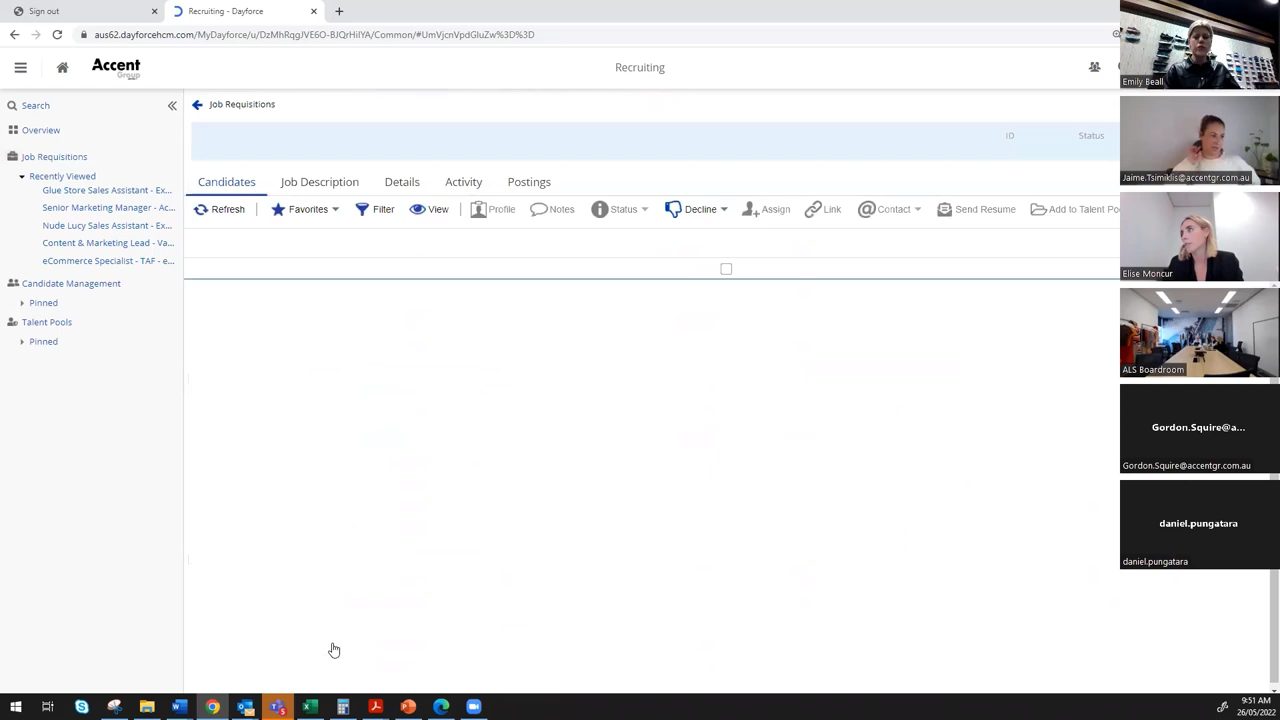 Sign out
Recruiting - Dayforce
aus62.dayforcehcm.com/MyDayforce/u/DzMhRqgJVE6O-BJQrHiIYA/Common/#UmVjcnVpdGluZw%3D%3D
Accent
Group
Recruiting
Search
Overview
Job Requisitions
Recently Viewed
Glue Store Sales Assistant - Ex...
Senior Marketing Manager - Ac...
Nude Lucy Sales Assistant - Ex...
Content & Marketing Lead - Va...
eCommerce Specialist - TAF - e...
Candidate Management
Pinned
Talent Pools
Pinned
Job Requisitions
ID Status
Candidates Job Description Details Activity Postings
Refresh Favorites Filter View Profile Notes Status Decline Assign Link Contact Send Resume Add to Talent Po
Emily Beall
Jaime.Tsimiklis@accentgr.com.au
Elise Moncur
ALS Boardroom
Gordon.Squire@a...
Gordon.Squire@accentgr.com.au
daniel.pungatara
daniel.pungatara
9:51 AM
26/05/2022